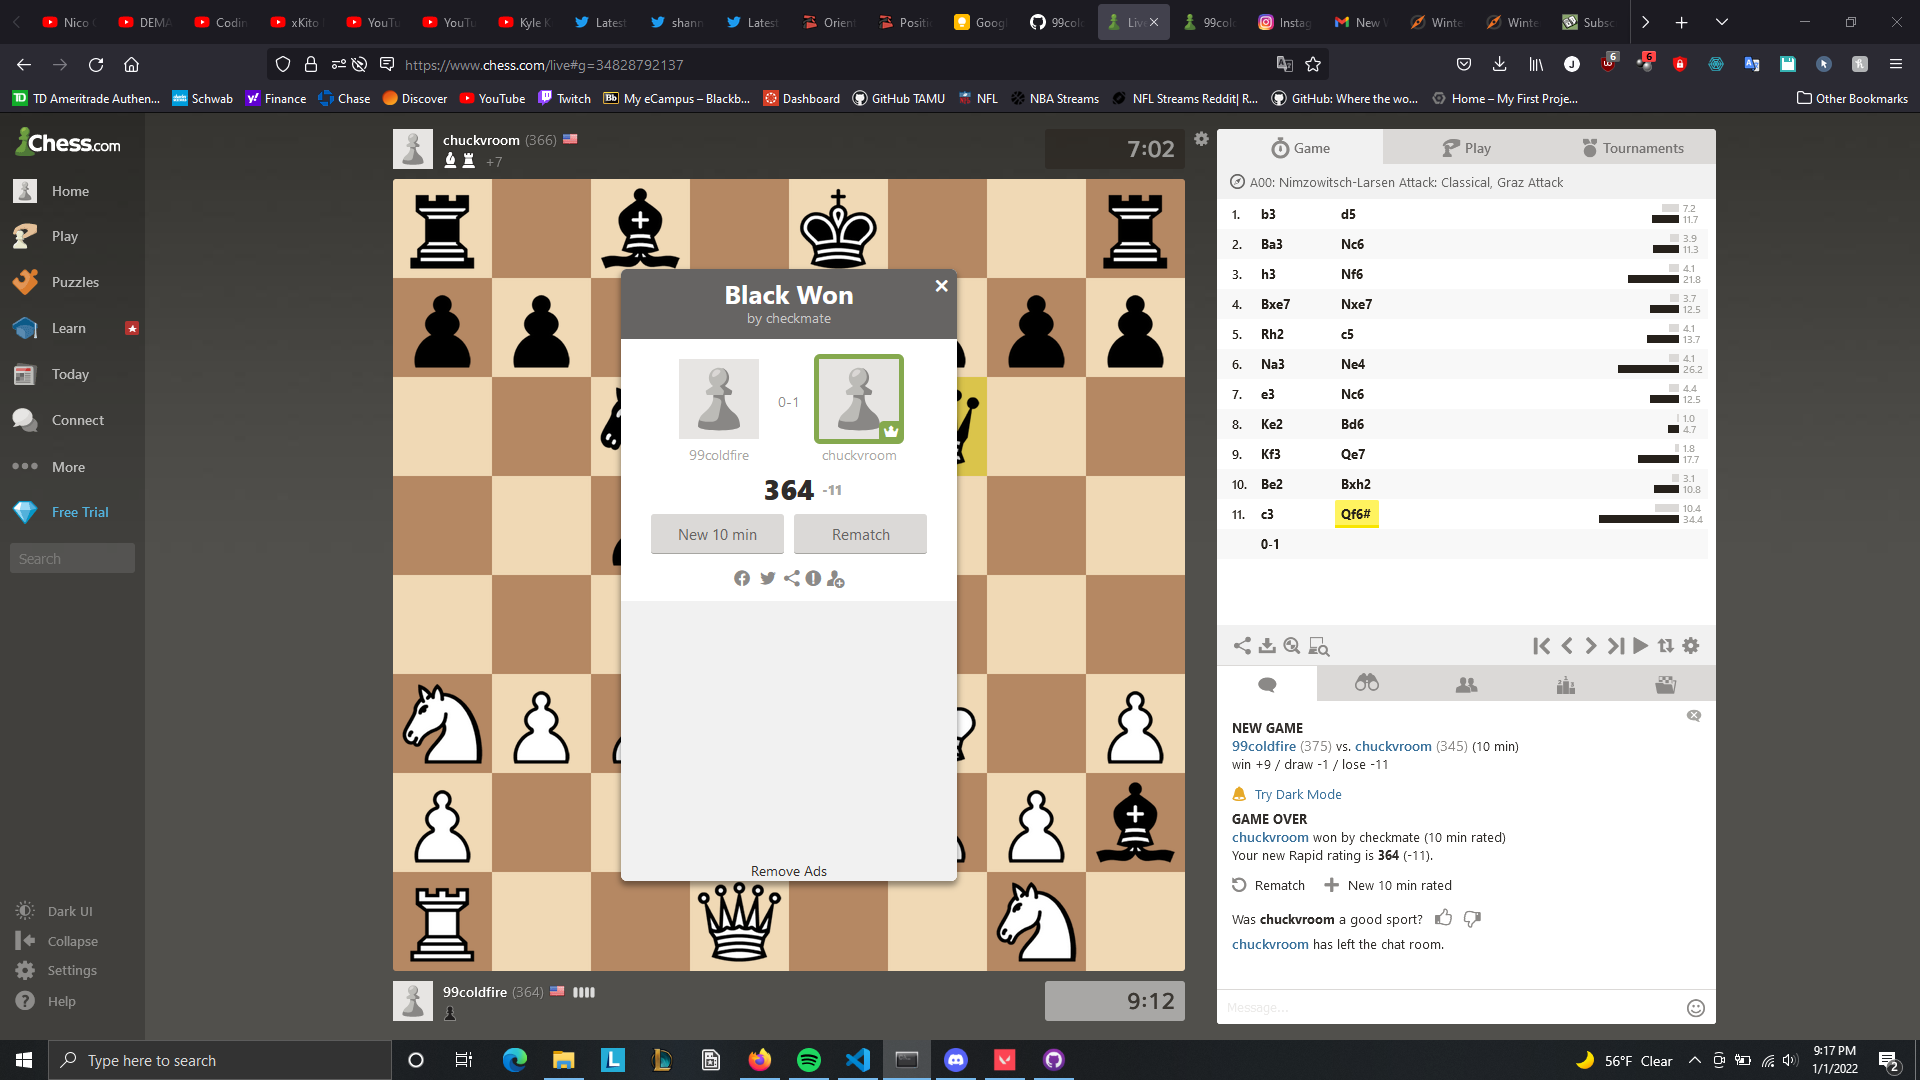 Nico
DEMA
Codin
xKito
YouTu
YouTu
Kyle K
Latest
shann
Latest
Orient
Positi
Googl
99colc
Live
99colc
Instag
New V
Winte
Winte
Subsc
https://www.chess.com/live#g=34828792137
6
6
TD Ameritrade Authen...
Schwab
Finance
Chase
Discover
YouTube
Twitch
My eCampus – Blackb...
Dashboard
GitHub TAMU
NFL
NBA Streams
NFL Streams Reddit| R...
GitHub: Where the wo...
Home – My First Proje...
Other Bookmarks
Chess.com
Home
Play
Puzzles
Learn
Today
Connect
More
Free Trial
Search
Dark UI
Collapse
Settings
Help
chuckvroom (366)
+7
7:02
Black Won
by checkmate
0-1
99coldfire
chuckvroom
364 -11
New 10 min
Rematch
Remove Ads
99coldfire (364)
9:12
Game
Play
Tournaments
A00: Nimzowitsch-Larsen Attack: Classical, Graz Attack
1. b3 d5 7.2 11.7
2. Ba3 Nc6 3.9 11.3
3. h3 Nf6 4.1 21.8
4. Bxe7 Nxe7 3.7 12.5
5. Rh2 c5 4.1 13.7
6. Na3 Ne4 4.1 26.2
7. e3 Nc6 4.4 12.5
8. Ke2 Bd6 1.0 4.7
9. Kf3 Qe7 1.8 17.7
10. Be2 Bxh2 3.1 10.8
11. c3 Qf6# 10.4 34.4
0-1
NEW GAME
99coldfire (375) vs. chuckvroom (345) (10 min)
win +9 / draw -1 / lose -11
Try Dark Mode
GAME OVER
chuckvroom won by checkmate (10 min rated)
Your new Rapid rating is 364 (-11).
Rematch
New 10 min rated
Was chuckvroom a good sport?
chuckvroom has left the chat room.
Message...
Type here to search
56°F Clear
9:17 PM
1/1/2022
2